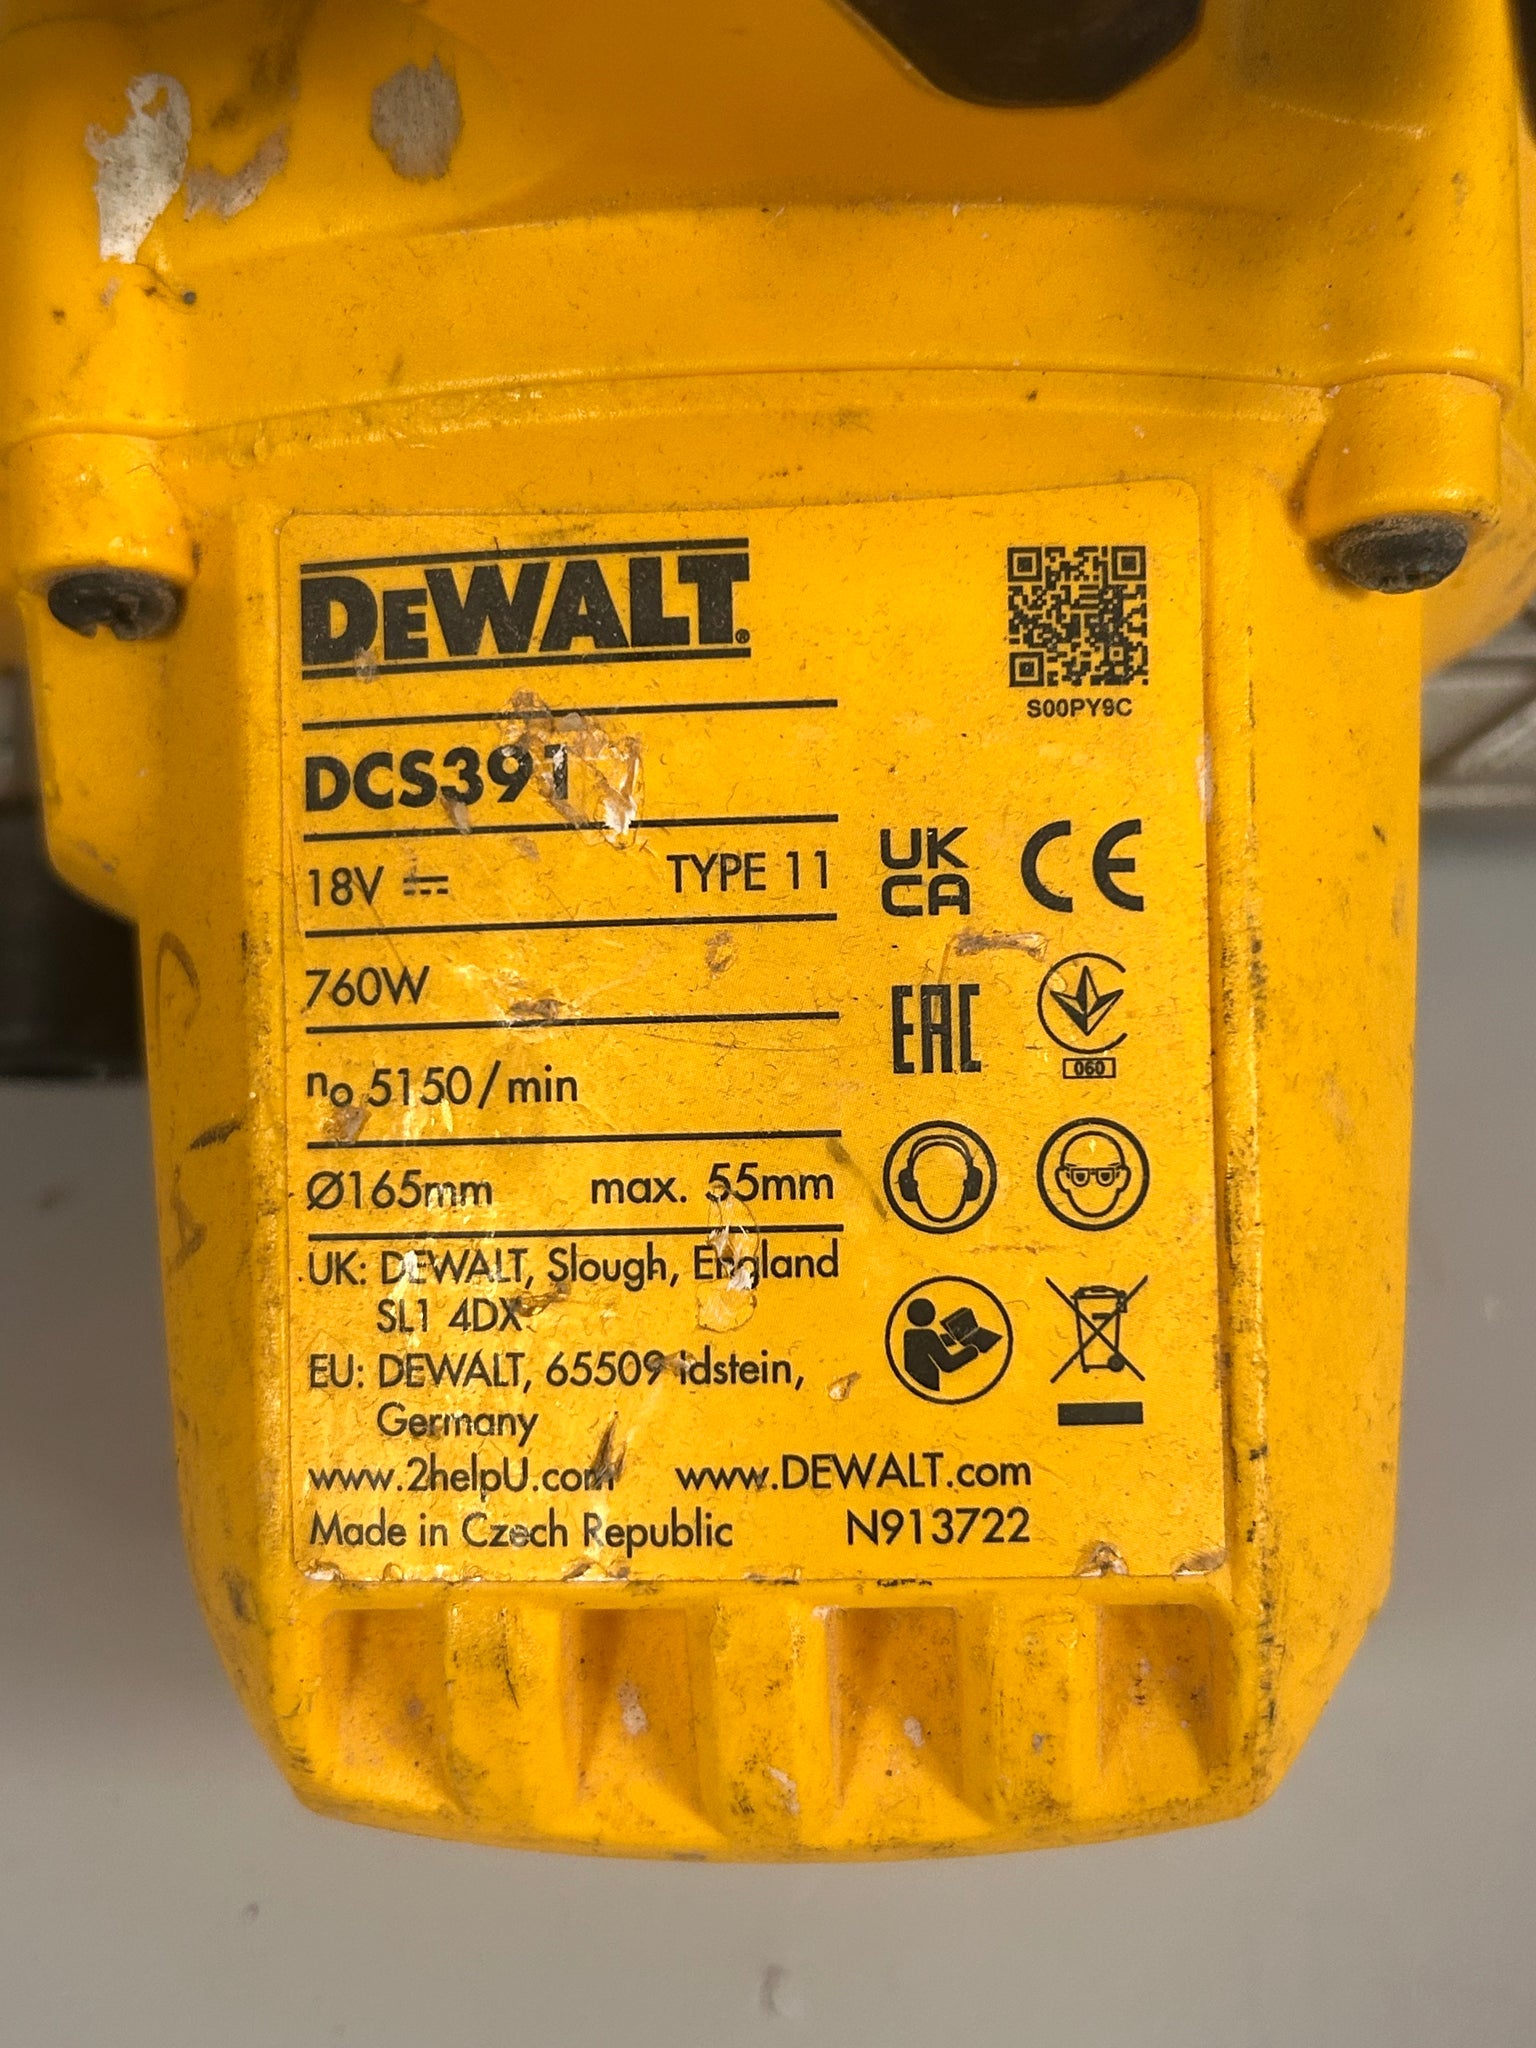 DEWALT®
S00PY9C
DCS391
18V ⎓ TYPE 11
UK CA CE
760W
EAC
060
no 5150/min
Ø165mm max. 55mm
UK: DEWALT, Slough, England
SL1 4DX
EU: DEWALT, 65509 Idstein,
Germany
www.2helpU.com www.DEWALT.com
Made in Czech Republic N913722